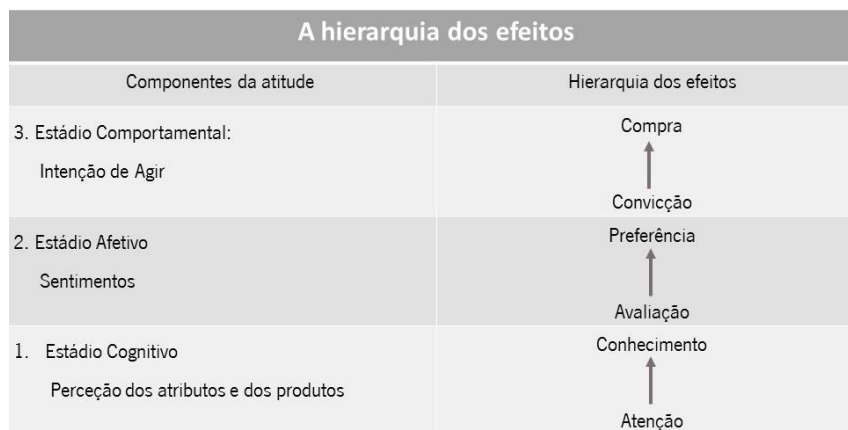 A hierarquia dos efeitos
Componentes da atitude
Hierarquia dos efeitos
3. Estádio Comportamental:
Intenção de Agir
Compra
Convicção
2. Estádio Afetivo
Sentimentos
Preferência
Avaliação
1. Estádio Cognitivo
Perceção dos atributos e dos produtos
Conhecimento
Atenção